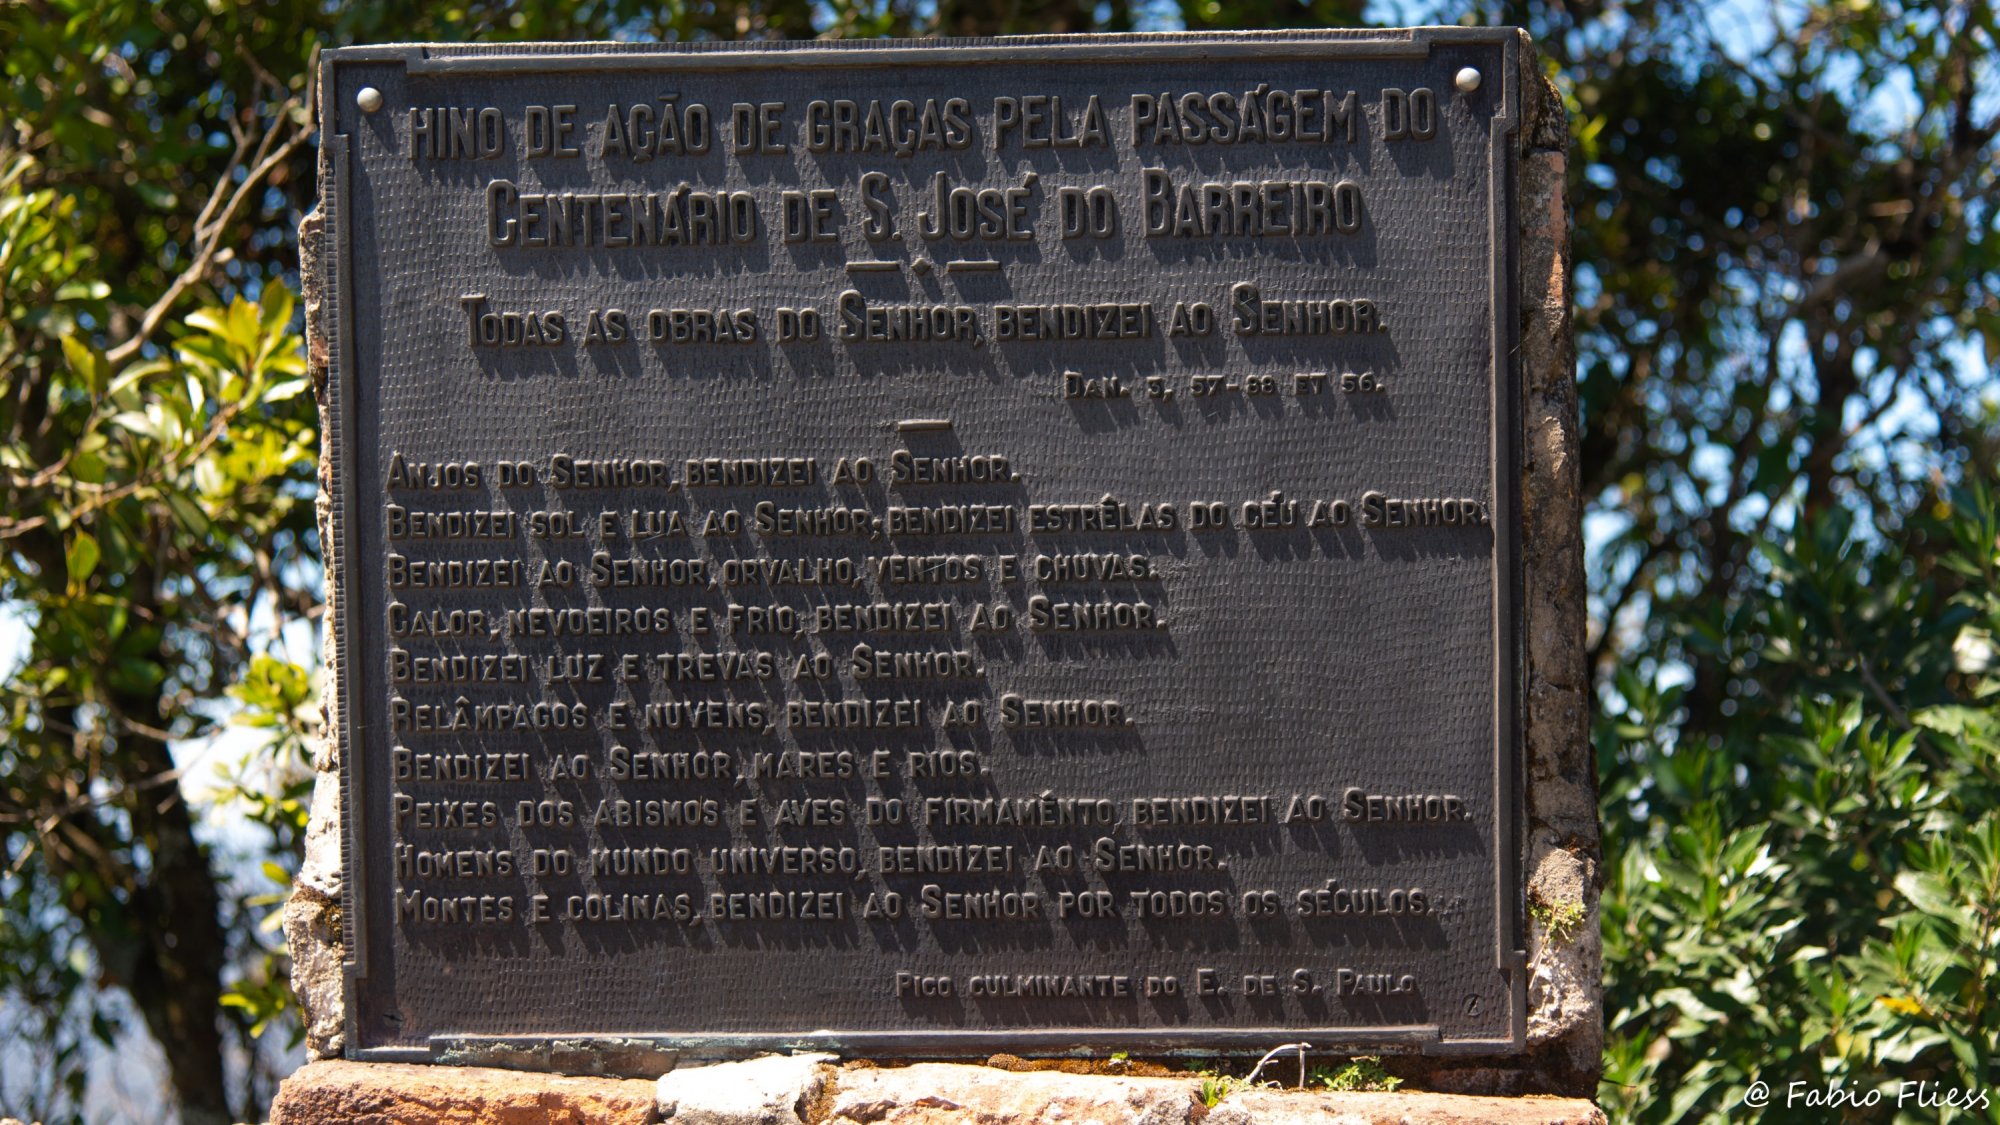 HINO DE AÇÃO DE GRAÇAS PELA PASSÁGEM DO
CENTENÁRIO DE S. JOSÉ DO BARREIRO
TODAS AS OBRAS DO SENHOR, BENDIZEI AO SENHOR.
DAN. 3, 57-88 ET 56.
ANJOS DO SENHOR, BENDIZEI AO SENHOR.
BENDIZEI SOL E LUA AO SENHOR; BENDIZEI ESTRÊLAS DO CÉU AO SENHOR.
BENDIZEI AO SENHOR, ORVALHO, VENTOS E CHUVAS.
CALOR, NEVOEIROS E FRIO, BENDIZEI AO SENHOR.
BENDIZEI LUZ E TREVAS AO SENHOR.
RELÂMPAGOS E NUVENS, BENDIZEI AO SENHOR.
BENDIZEI AO SENHOR, MARES E RIOS.
PEIXES DOS ABISMOS E AVES DO FIRMAMÉNTO, BENDIZEI AO SENHOR.
HOMENS DO MUNDO UNIVERSO, BENDIZEI AO SENHOR.
MONTES E COLINAS, BENDIZEI AO SENHOR POR TODOS OS SÉCULOS.
PICO CULMINANTE DO E. DE S. PAULO
@ Fabio Fliess